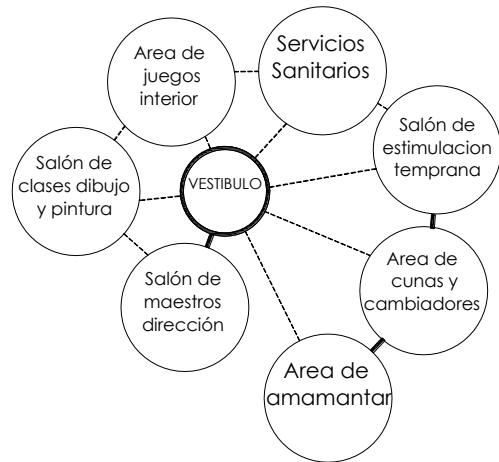 Area de
juegos
interior
Servicios
Sanitarios
Salón de
estimulacion
temprana
Salón de
clases dibujo
y pintura
VESTIBULO
Salón de
maestros
dirección
Area de
cunas y
cambiadores
Area de
amamantar